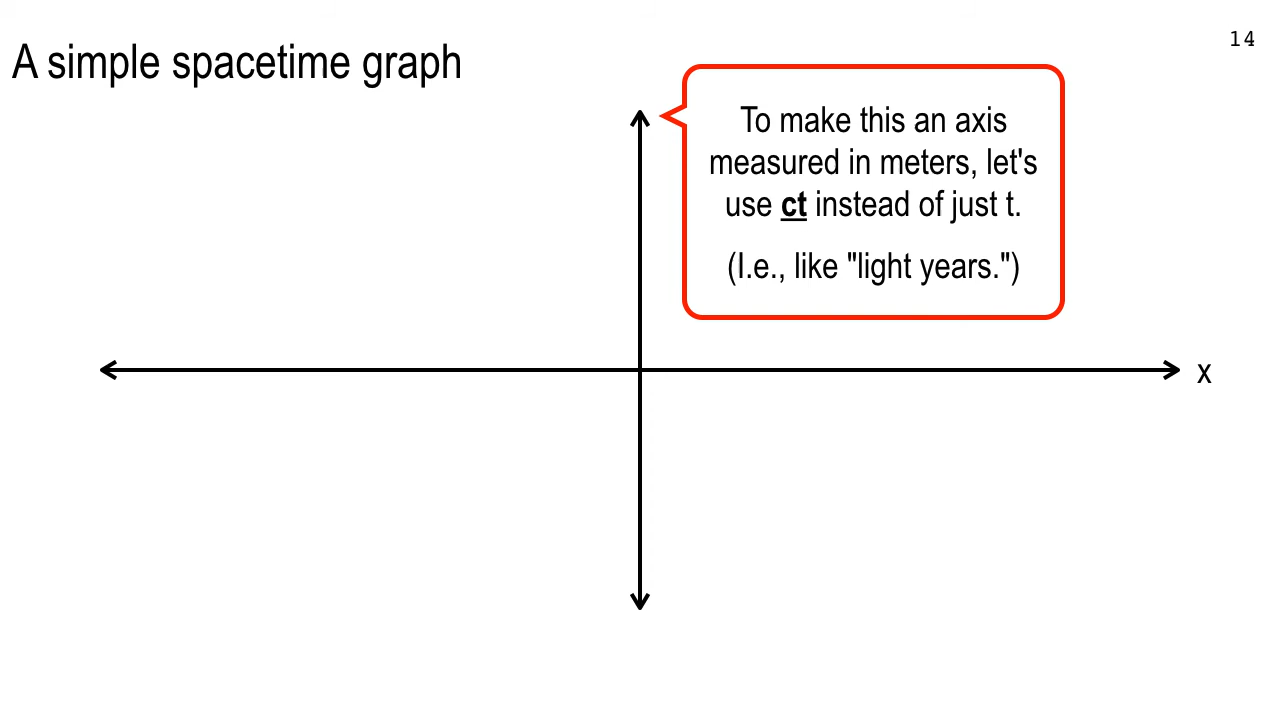 A simple spacetime graph
14
To make this an axis
measured in meters, let's
use ct instead of just t.
(I.e., like "light years.")
x